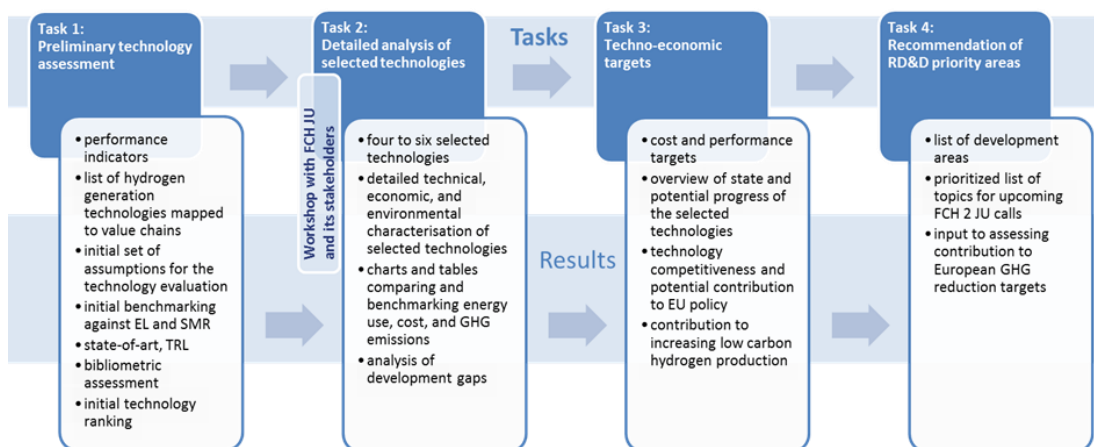 Task 1:
Preliminary technology
assessment
Task 2:
Detailed analysis of
selected technologies
Tasks
Task 3:
Techno-economic
targets
Task 4:
Recommendation of
RD&D priority areas
Workshop with FCH JU
and its stakeholders
• performance
indicators
• list of hydrogen
generation
technologies mapped
to value chains
• initial set of
assumptions for the
technology evaluation
• initial benchmarking
against EL and SMR
• state-of-art, TRL
• bibliometric
assessment
• initial technology
ranking
• four to six selected
technologies
• detailed technical,
economic, and
environmental
characterisation of
selected technologies
• charts and tables
comparing and
benchmarking energy
use, cost, and GHG
emissions
• analysis of
development gaps
Results
• cost and performance
targets
• overview of state and
potential progress of
the selected
technologies
• technology
competitiveness and
potential contribution
to EU policy
• contribution to
increasing low carbon
hydrogen production
• list of development
areas
• prioritized list of
topics for upcoming
FCH 2 JU calls
• input to assessing
contribution to
European GHG
reduction targets